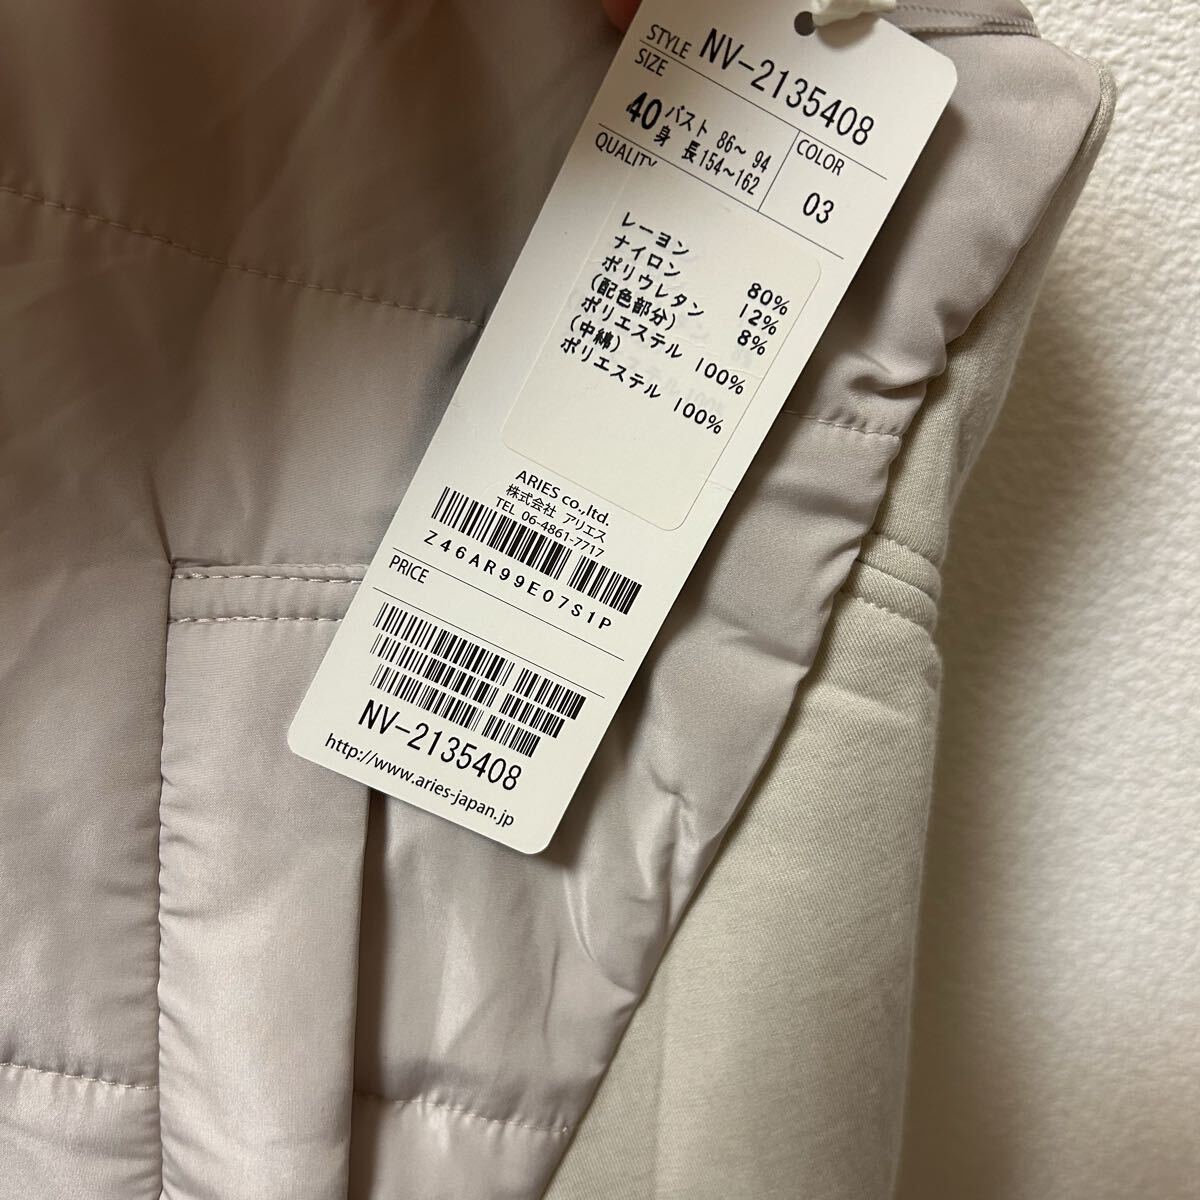 STYLE NV-2135408
SIZE
40 バスト 86〜 94
身 長154〜162
COLOR
03
QUALITY
レーヨン 80%
ナイロン 12%
ポリウレタン 8%
(配色部分)
ポリエステル 100%
(中綿)
ポリエステル 100%
ARIES co.,ltd.
株式会社 アリエス
TEL 06-4861-7717
Z46AR99E07S1P
PRICE
NV-2135408
http://www.aries-japan.jp